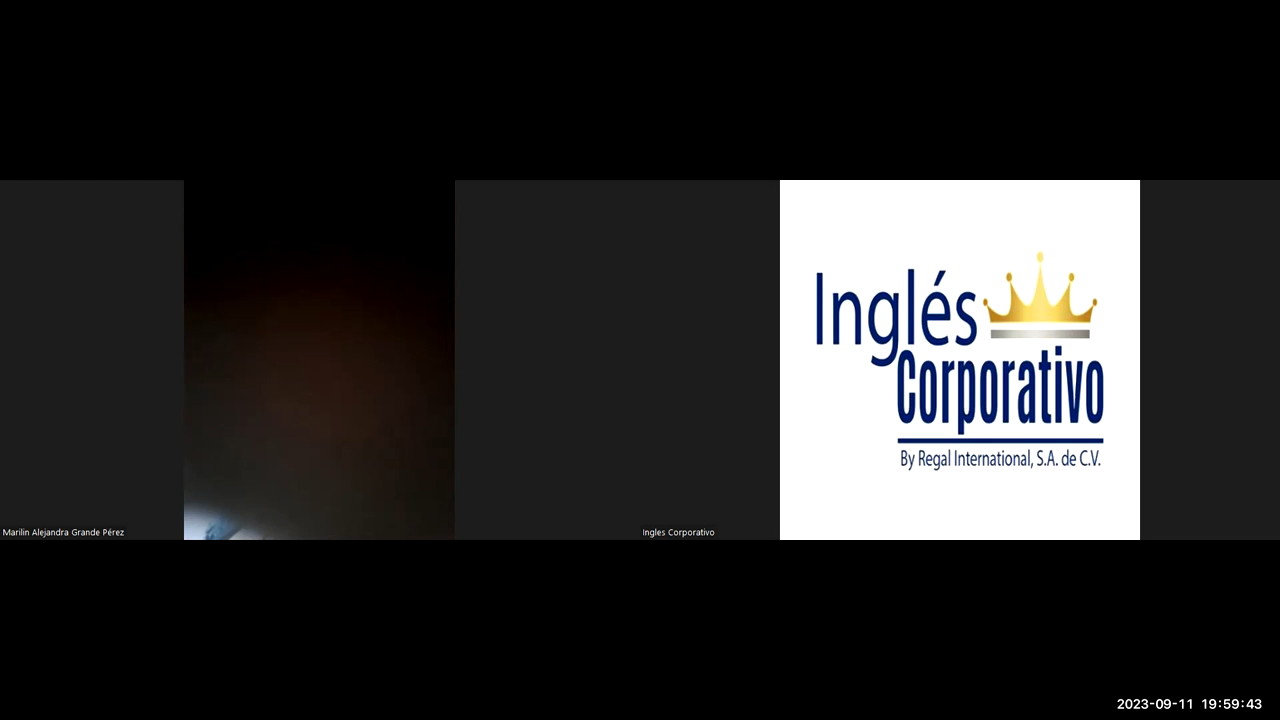 Inglés
Corporativo
By Regal International, S.A. de C.V.
Marilin Alejandra Grande Pérez
Ingles Corporativo
2023-09-11 19:59:43